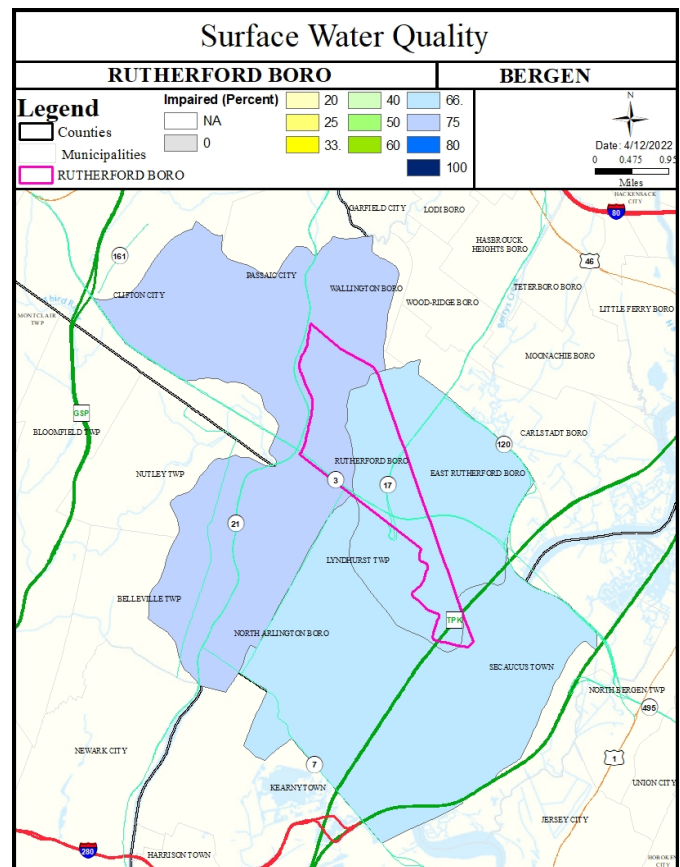 Surface Water Quality
RUTHERFORD BORO
BERGEN
Legend
Counties
Municipalities
RUTHERFORD BORO
Impaired (Percent)
NA
0
20
25
33.
40
50
60
66.
75
80
100
N
Date: 4/12/2022
0 0.475 0.95
Miles
HACKENSACK
CITY
80
GARFIELD CITY
LODI BORO
161
HASBROUCK
HEIGHTS BORO
46
PASSAIC CITY
CLIFTON CITY
WALLINGTON BORO
TETERBORO BORO
Third R
Berrys Cr
WOOD-RIDGE BORO
LITTLE FERRY BORO
MONTCLAIR
TWP
MOONACHIE BORO
GSP
BLOOMFIELD TWP
CARLSTADT BORO
120
RUTHERFORD BORO
EAST RUTHERFORD BORO
NUTLEY TWP
3
17
21
LYNDHURST TWP
BELLEVILLE TWP
TPK
NORTH ARLINGTON BORO
SECAUCUS TOWN
NORTH BERGEN TWP
495
NEWARK CITY
7
1
KEARNY TOWN
UNION CITY
JERSEY CITY
280
HARRISON TOWN
HOBOKEN
CITY